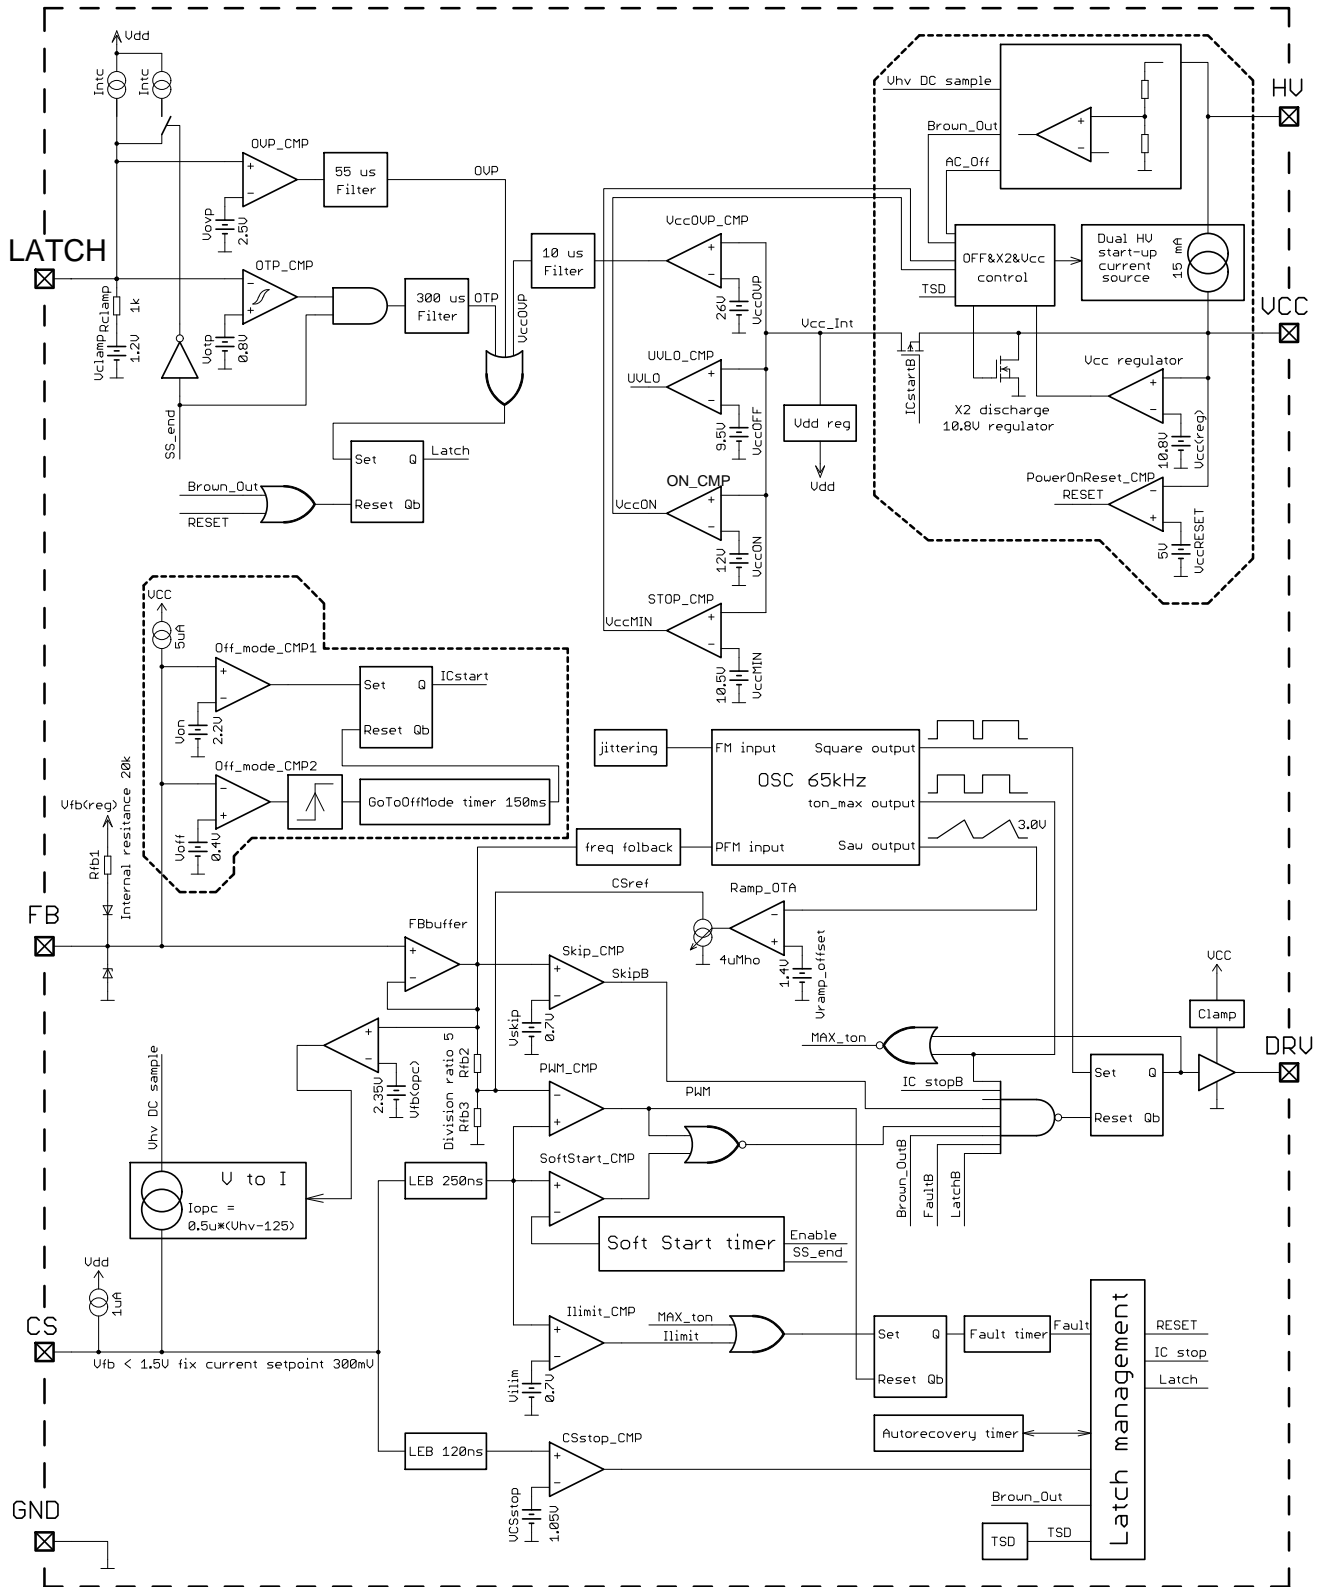 Vdd
Intc
Intc
OVP_CMP
55 us
Filter
OVP
Vovp
2.5V
LATCH
OTP_CMP
300 us
Filter
OTP
Rclamp
1k
Vclamp
1.2V
Votp
0.8V
SS_end
Brown_Out
RESET
Set
Q
Reset
Qb
Latch
VccOVP
10 us
Filter
VccOVP_CMP
26V
VccOVP
UVLO_CMP
UVLO
9.5V
VccOFF
ON_CMP
VccON
12V
VccON
STOP_CMP
VccMIN
10.5V
VccMIN
Vcc_Int
Vdd reg
Vdd
ICstartB
Vhv DC sample
Brown_Out
AC_Off
HV
OFF&X2&Vcc
control
TSD
Dual HV
start-up
current
source
15 mA
VCC
X2 discharge
10.8V regulator
Vcc regulator
10.8V
Vcc(reg)
PowerOnReset_CMP
RESET
5V
VccRESET
VCC
5uA
Off_mode_CMP1
Von
2.2V
Set
Q
Reset
Qb
ICstart
Off_mode_CMP2
GoToOffMode timer 150ms
Voff
0.4V
Vfb(reg)
Rfb1
Internal resitance 20k
FB
jittering
FM input
Square output
OSC 65kHz
ton_max output
PFM input
Saw output
3.0V
freq folback
CSref
Ramp_OTA
4uMho
1.4V
Vramp_offset
FBbuffer
Skip_CMP
SkipB
Vskip
0.7V
2.35V
Vfb(opc)
Division ratio 5
Rfb2
Rfb3
PWM_CMP
PWM
MAX_ton
IC stopB
Brown_OutB
FaultB
LatchB
Set
Q
Reset
Qb
VCC
Clamp
DRV
Vhv DC sample
V to I
Iopc =
0.5u*(Vhv-125)
LEB 250ns
SoftStart_CMP
Soft Start timer
Enable
SS_end
Vdd
1uA
CS
Vfb < 1.5V fix current setpoint 300mV
Ilimit_CMP
MAX_ton
Ilimit
Vilim
0.7V
Set
Q
Reset
Qb
Fault timer
Fault
Latch management
RESET
IC stop
Latch
Autorecovery timer
LEB 120ns
CSstop_CMP
VCSstop
1.05V
Brown_Out
TSD
TSD
GND